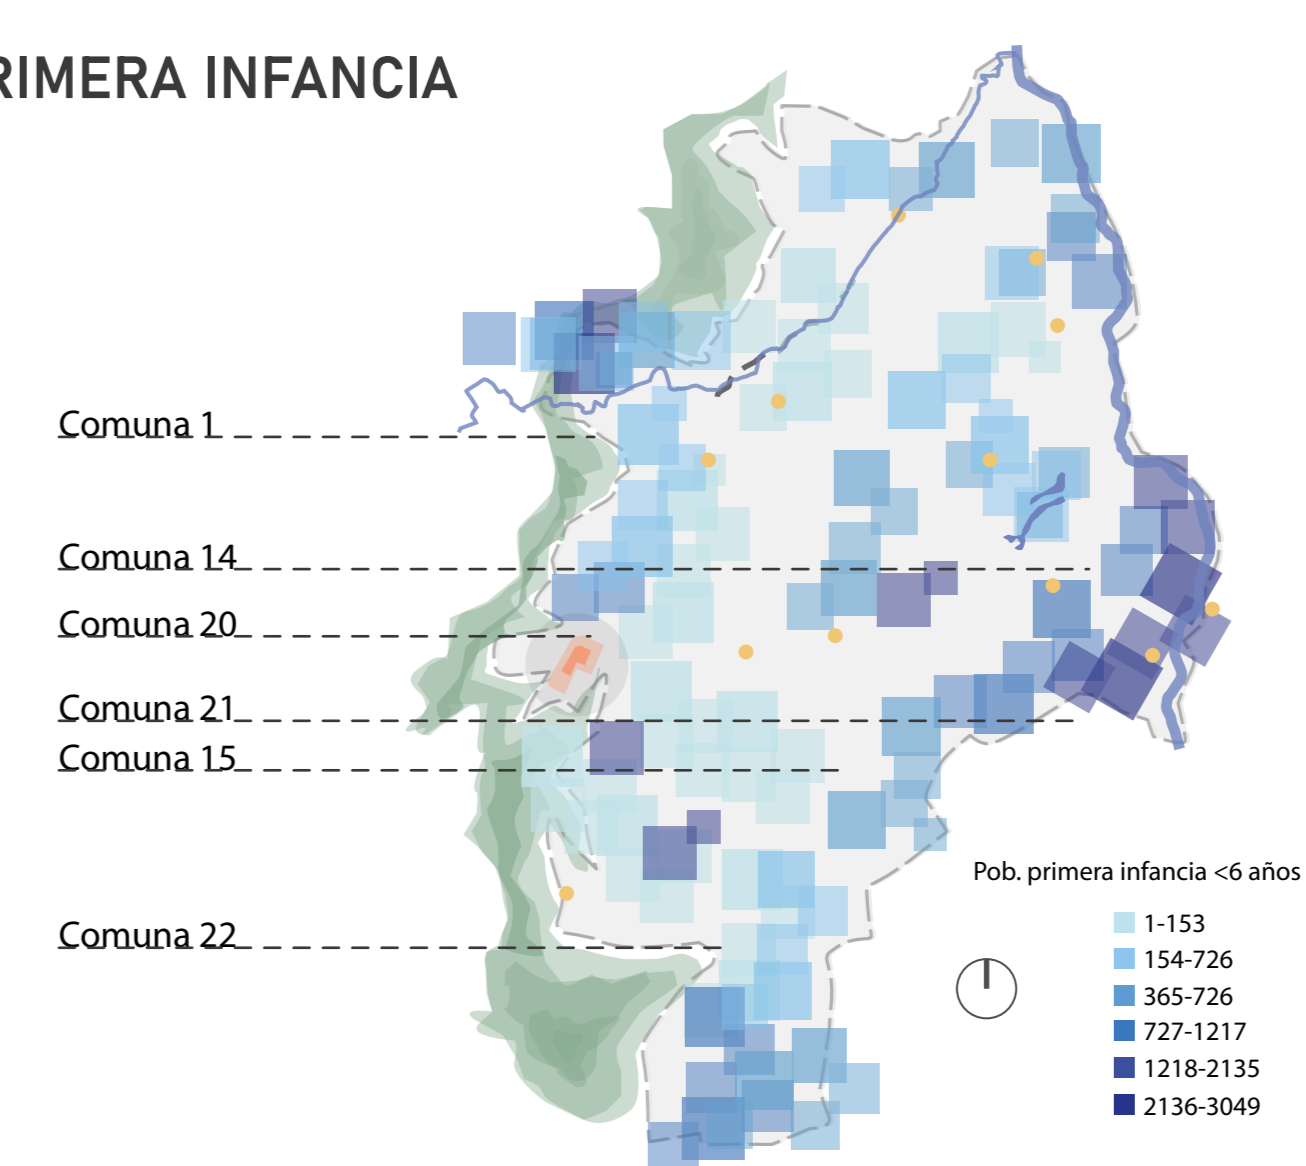 RIMERA INFANCIA
Comuna 1
Comuna 14
Comuna 20
Comuna 21
Comuna 15
Comuna 22
Pob. primera infancia <6 años
1-153
154-726
365-726
727-1217
1218-2135
2136-3049